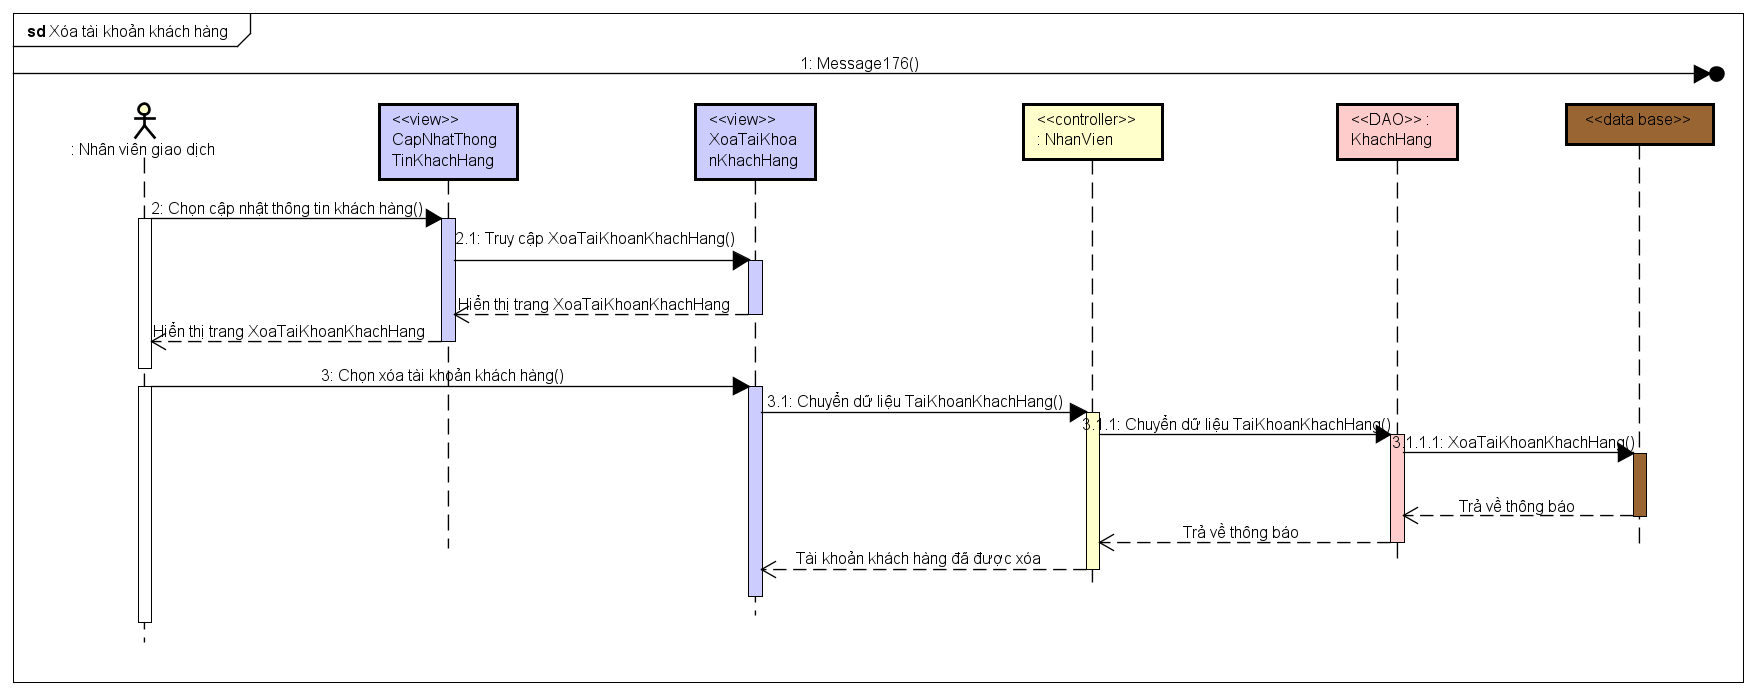 sd Xóa tài khoản khách hàng
1: Message176()
: Nhân viên giao dịch
<<view>>
CapNhatThong
TinKhachHang
<<view>>
XoaTaiKhoa
nKhachHang
<<controller>>
: NhanVien
<<DAO>> :
KhachHang
<<data base>>
2: Chọn cập nhật thông tin khách hàng()
2.1: Truy cập XoaTaiKhoanKhachHang()
Hiển thị trang XoaTaiKhoanKhachHang
Hiển thị trang XoaTaiKhoanKhachHang
3: Chọn xóa tài khoản khách hàng()
3.1: Chuyển dữ liệu TaiKhoanKhachHang()
3.1.1: Chuyển dữ liệu TaiKhoanKhachHang()
3.1.1.1: XoaTaiKhoanKhachHang()
Trả về thông báo
Trả về thông báo
Tài khoản khách hàng đã được xóa